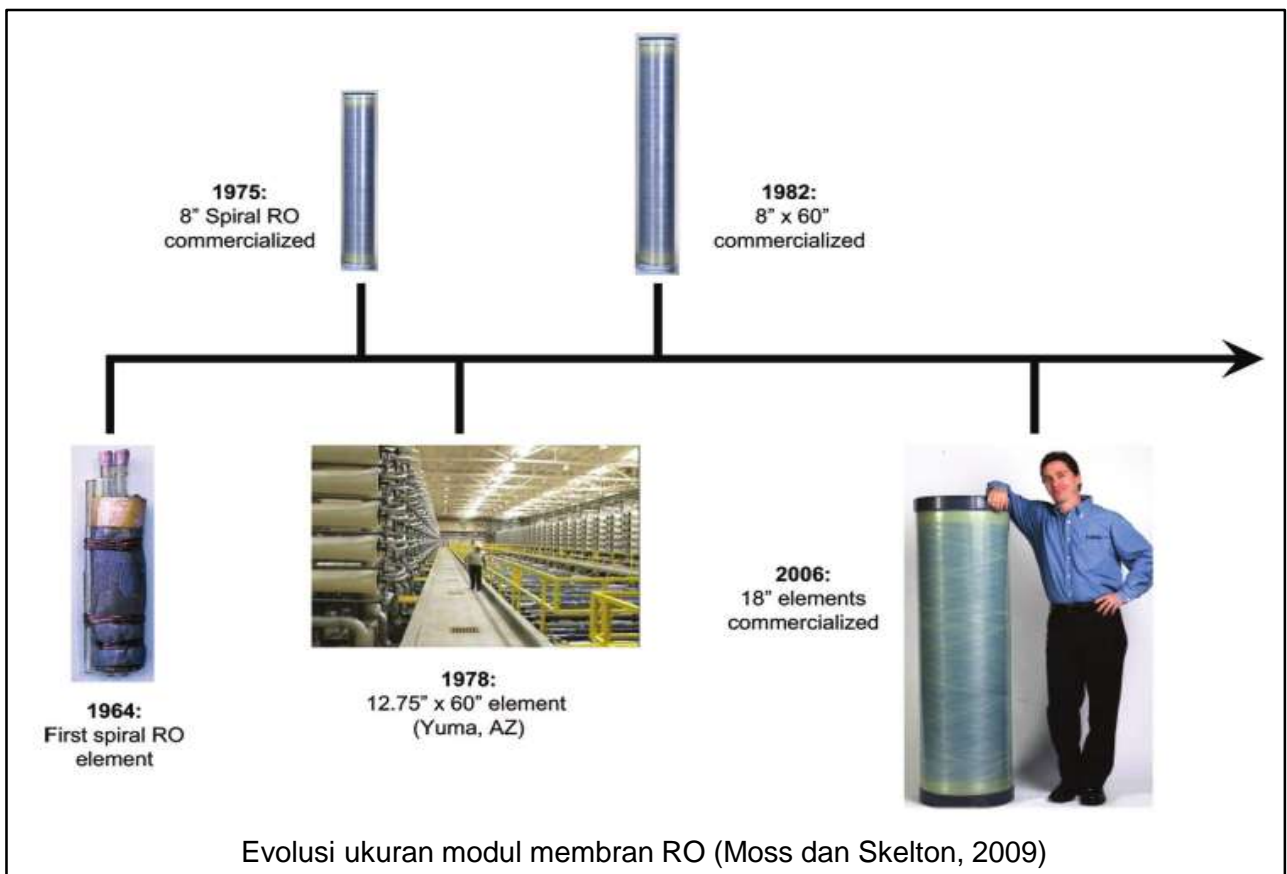 1975:
8” Spiral RO
commercialized
1982:
8” x 60”
commercialized
1964:
First spiral RO
element
1978:
12.75” x 60” element
(Yuma, AZ)
2006:
18” elements
commercialized
Evolusi ukuran modul membran RO (Moss dan Skelton, 2009)